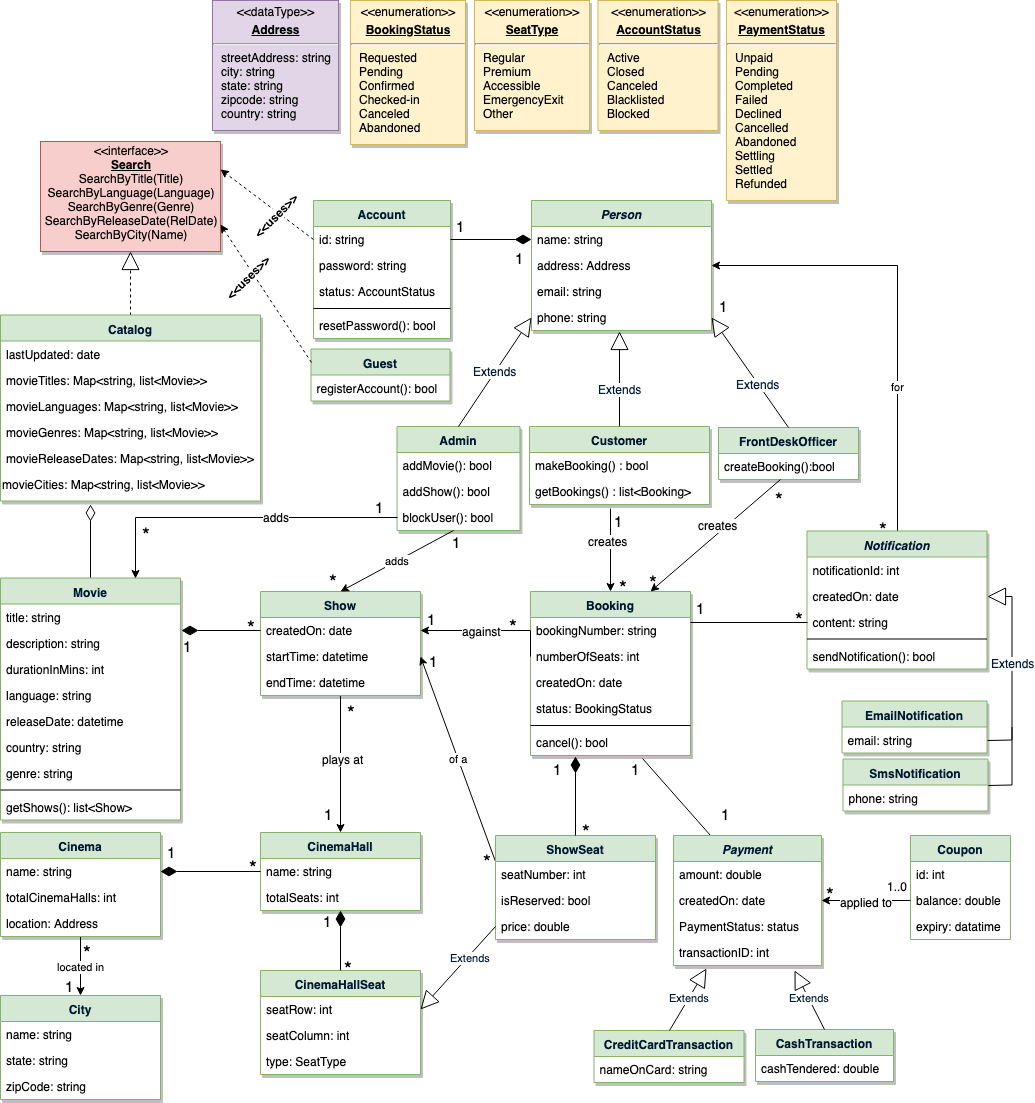 <<dataType>>
Address
streetAddress: string
city: string
state: string
zipcode: string
country: string
<<enumeration>>
BookingStatus
Requested
Pending
Confirmed
Checked-in
Canceled
Abandoned
<<enumeration>>
SeatType
Regular
Premium
Accessible
EmergencyExit
Other
<<enumeration>>
AccountStatus
Active
Closed
Canceled
Blacklisted
Blocked
<<enumeration>>
PaymentStatus
Unpaid
Pending
Completed
Failed
Declined
Cancelled
Abandoned
Settling
Settled
Refunded
<<interface>>
Search
SearchByTitle(Title)
SearchByLanguage(Language)
SearchByGenre(Genre)
SearchByReleaseDate(RelDate)
SearchByCity(Name)
<<uses>>
<<uses>>
Account
id: string
password: string
status: AccountStatus
resetPassword(): bool
1
1
Person
name: string
address: Address
email: string
phone: string
1
Guest
registerAccount(): bool
Catalog
lastUpdated: date
movieTitles: Map<string, list<Movie>>
movieLanguages: Map<string, list<Movie>>
movieGenres: Map<string, list<Movie>>
movieReleaseDates: Map<string, list<Movie>>
movieCities: Map<string, list<Movie>>
Extends
Extends
Extends
for
Admin
addMovie(): bool
addShow(): bool
blockUser(): bool
Customer
makeBooking() : bool
getBookings() : list<Booking>
FrontDeskOfficer
createBooking():bool
1
adds
*
1
adds
*
1
creates
*
*
creates
*
*
Notification
notificationId: int
createdOn: date
content: string
sendNotification(): bool
Movie
title: string
description: string
durationInMins: int
language: string
releaseDate: datetime
country: string
genre: string
getShows(): list<Show>
1
*
Show
createdOn: date
startTime: datetime
endTime: datetime
1
against
*
Booking
bookingNumber: string
numberOfSeats: int
createdOn: date
status: BookingStatus
cancel(): bool
1
*
Extends
EmailNotification
email: string
SmsNotification
phone: string
1
of a
*
*
plays at
1
1
*
1
1
Cinema
name: string
totalCinemaHalls: int
location: Address
1
*
CinemaHall
name: string
totalSeats: int
ShowSeat
seatNumber: int
isReserved: bool
price: double
Payment
amount: double
createdOn: date
PaymentStatus: status
transactionID: int
*
applied to
1..0
Coupon
id: int
balance: double
expiry: datatime
*
located in
1
1
*
Extends
City
name: string
state: string
zipCode: string
CinemaHallSeat
seatRow: int
seatColumn: int
type: SeatType
Extends
Extends
CreditCardTransaction
nameOnCard: string
CashTransaction
cashTendered: double